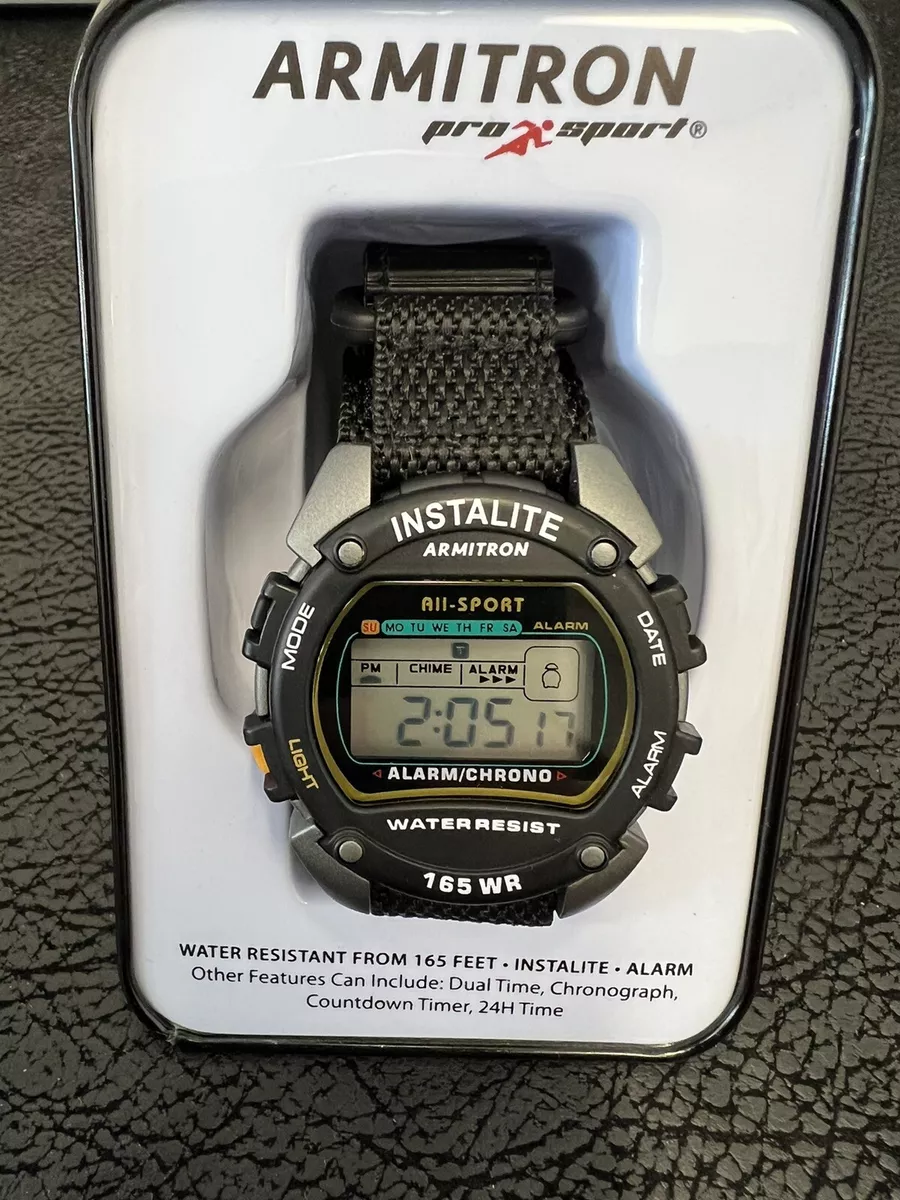 ARMITRON
pro sport®
INSTALITE
ARMITRON
All-SPORT
SU MO TU WE TH FR SA ALARM
MODE
DATE
T
PM CHIME ALARM
2:05 17
LIGHT
ALARM
ALARM/CHRONO
WATER RESIST
165 WR
WATER RESISTANT FROM 165 FEET • INSTALITE • ALARM
Other Features Can Include: Dual Time, Chronograph,
Countdown Timer, 24H Time